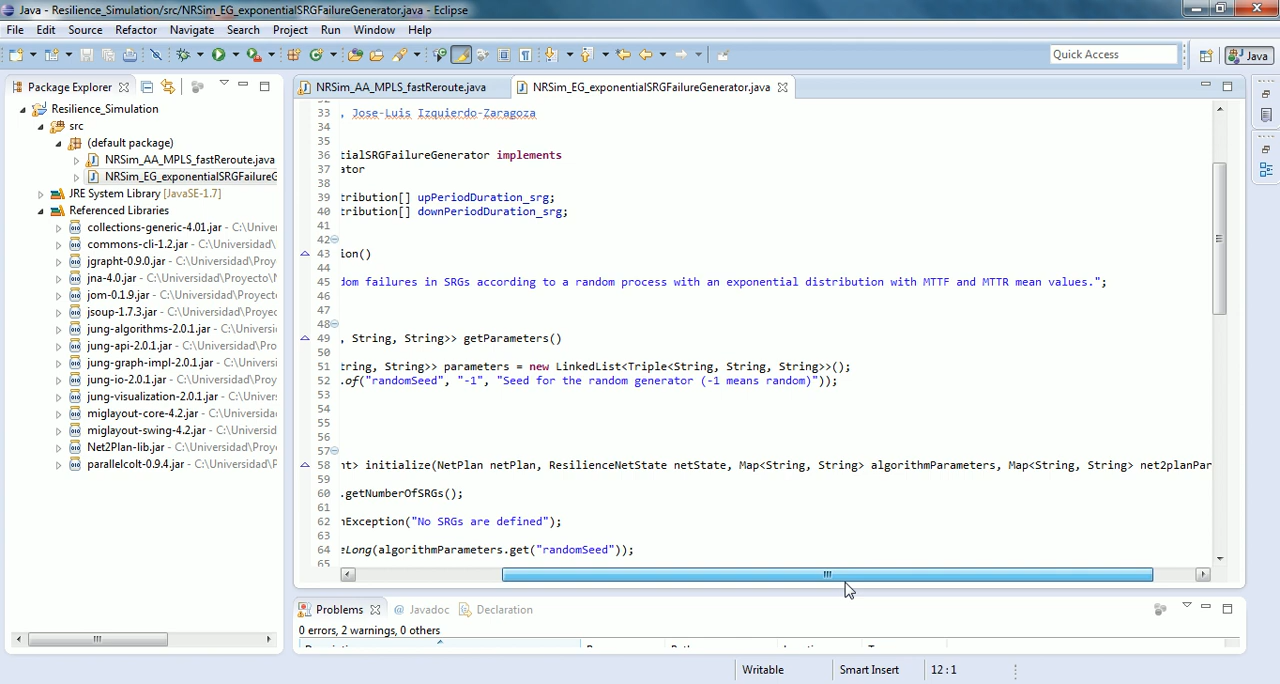 Java - Resilience_Simulation/src/NRSim_EG_exponentialSRGFailureGenerator.java - Eclipse
File Edit Source Refactor Navigate Search Project Run Window Help
Quick Access Java
Package Explorer
Resilience_Simulation
src
(default package)
NRSim_AA_MPLS_fastReroute.java
NRSim_EG_exponentialSRGFailureG
JRE System Library [JavaSE-1.7]
Referenced Libraries
collections-generic-4.01.jar - C:\Univer
commons-cli-1.2.jar - C:\Universidad\
jgrapht-0.9.0.jar - C:\Universidad\Proy
jna-4.0.jar - C:\Universidad\Proyecto\N
jom-0.1.9.jar - C:\Universidad\Proyect
jsoup-1.7.3.jar - C:\Universidad\Proye
jung-algorithms-2.0.1.jar - C:\Universi
jung-api-2.0.1.jar - C:\Universidad\Pro
jung-graph-impl-2.0.1.jar - C:\Univers
jung-io-2.0.1.jar - C:\Universidad\Proy
jung-visualization-2.0.1.jar - C:\Univer
miglayout-core-4.2.jar - C:\Universida
miglayout-swing-4.2.jar - C:\Universid
Net2Plan-lib.jar - C:\Universidad\Proy
parallelcolt-0.9.4.jar - C:\Universidad\P
NRSim_AA_MPLS_fastReroute.java NRSim_EG_exponentialSRGFailureGenerator.java
32
33 , Jose-Luis Izquierdo-Zaragoza
34
35
36 tialSRGFailureGenerator implements
37 ator
38
39 tribution[] upPeriodDuration_srg;
40 tribution[] downPeriodDuration_srg;
41
42
43 ion()
44
45 dom failures in SRGs according to a random process with an exponential distribution with MTTF and MTTR mean values.";
46
47
48
49 , String, String>> getParameters()
50
51 tring, String>> parameters = new LinkedList<Triple<String, String, String>>();
52 .of("randomSeed", "-1", "Seed for the random generator (-1 means random)"));
53
54
55
56
57
58 nt> initialize(NetPlan netPlan, ResilienceNetState netState, Map<String, String> algorithmParameters, Map<String, String> net2planPar
59
60 .getNumberOfSRGs();
61
62 nException("No SRGs are defined");
63
64 eLong(algorithmParameters.get("randomSeed"));
65
Problems Javadoc Declaration
0 errors, 2 warnings, 0 others
Writable Smart Insert 12 : 1